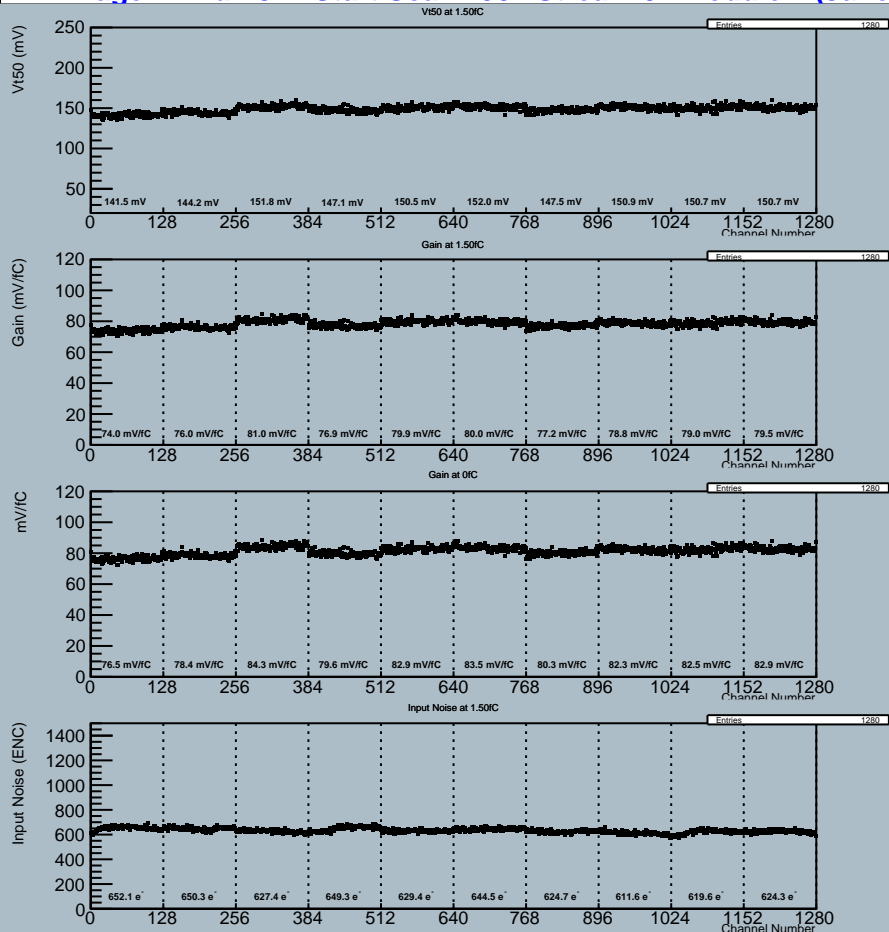 Vt50 at 1.50fC
Entries 1280
Vt50 (mV)
250
200
150
100
50
141.5 mV 144.2 mV 151.8 mV 147.1 mV 150.5 mV 152.0 mV 147.5 mV 150.9 mV 150.7 mV 150.7 mV
0 128 256 384 512 640 768 896 1024 1152 1280
Channel Number
Gain at 1.50fC
Entries 1280
Gain (mV/fC)
120
100
80
60
40
20
0
74.0 mV/fC 76.0 mV/fC 81.0 mV/fC 76.9 mV/fC 79.9 mV/fC 80.0 mV/fC 77.2 mV/fC 78.8 mV/fC 79.0 mV/fC 79.5 mV/fC
0 128 256 384 512 640 768 896 1024 1152 1280
Channel Number
Gain at 0fC
Entries 1280
mV/fC
120
100
80
60
40
20
0
76.5 mV/fC 78.4 mV/fC 84.3 mV/fC 79.6 mV/fC 82.9 mV/fC 83.5 mV/fC 80.3 mV/fC 82.3 mV/fC 82.5 mV/fC 82.9 mV/fC
0 128 256 384 512 640 768 896 1024 1152 1280
Channel Number
Input Noise at 1.50fC
Entries 1280
Input Noise (ENC)
1400
1200
1000
800
600
400
200
0
652.1 e⁻ 650.3 e⁻ 627.4 e⁻ 649.3 e⁻ 629.4 e⁻ 644.5 e⁻ 624.7 e⁻ 611.6 e⁻ 619.6 e⁻ 624.3 e⁻
0 128 256 384 512 640 768 896 1024 1152 1280
Channel Number